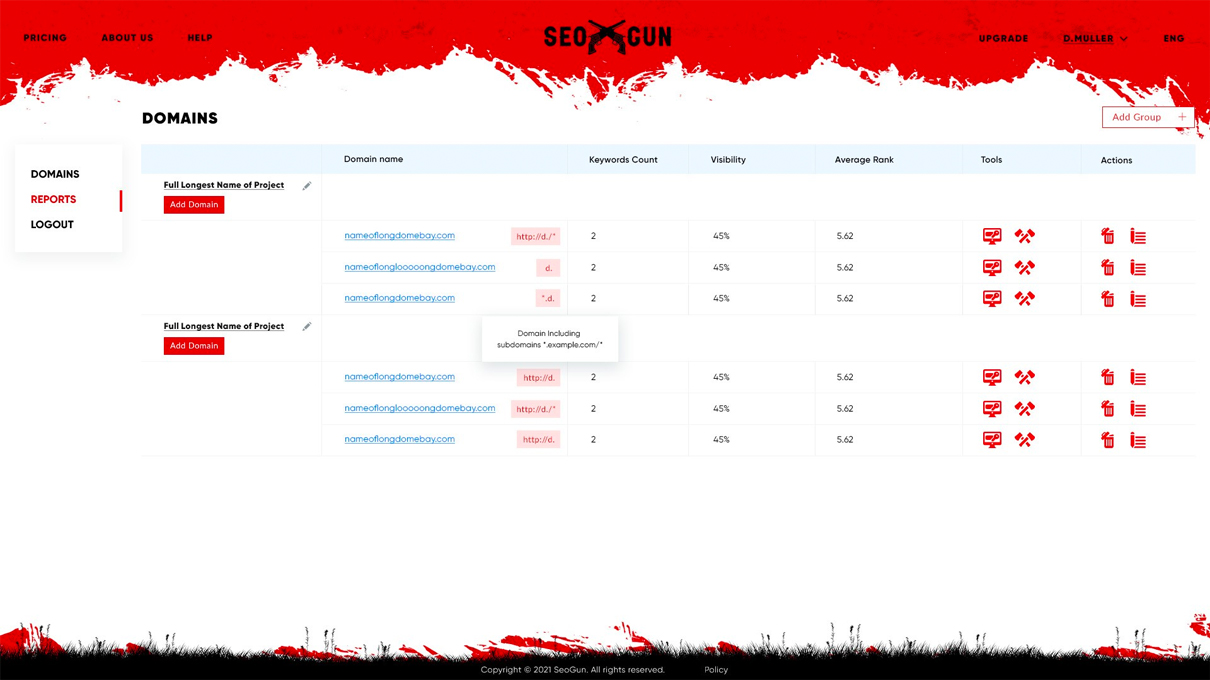 PRICING ABOUT US HELP SEO GUN UPGRADE D.MULLER ENG
DOMAINS
Add Group +
DOMAINS
REPORTS
LOGOUT
Domain name Keywords Count Visibility Average Rank Tools Actions
Full Longest Name of Project
Add Domain
nameoflongdomebay.com http://d./* 2 45% 5.62
nameoflonglooooongdomebay.com d. 2 45% 5.62
nameoflongdomebay.com *.d. 2 45% 5.62
Full Longest Name of Project
Add Domain
Domain Including
subdomains *.example.com/*
nameoflongdomebay.com http://d. 2 45% 5.62
nameoflonglooooongdomebay.com http://d./* 2 45% 5.62
nameoflongdomebay.com http://d. 2 45% 5.62
Copyright © 2021 SeoGun. All rights reserved. Policy